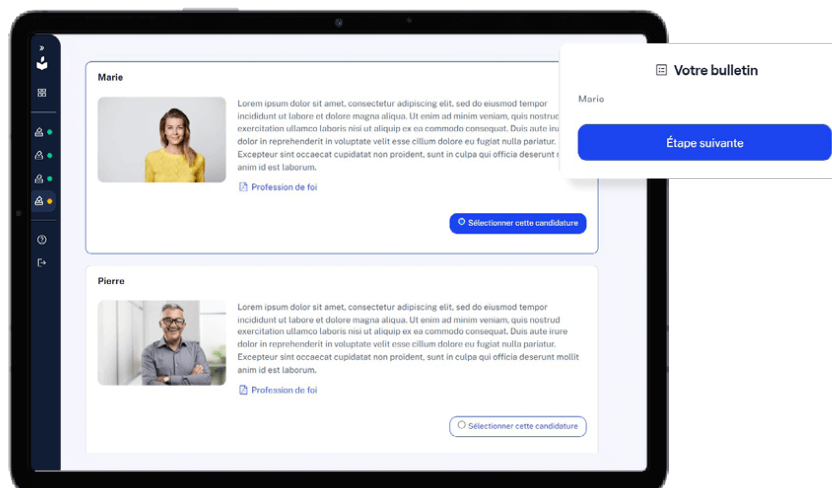 Marie
Lorem ipsum dolor sit amet, consectetur adipiscing elit, sed do eiusmod tempor
incididunt ut labore et dolore magna aliqua. Ut enim ad minim veniam, quis nostrud
exercitation ullamco laboris nisi ut aliquip ex ea commodo consequat. Duis aute
dolor in reprehenderit in voluptate velit esse cillum dolore eu fugiat nulla pariatur.
Excepteur sint occaecat cupidatat non proident, sunt in culpa qui officia deserunt
anim id est laborum.
Profession de foi
Sélectionner cette candidature
Votre bulletin
Marie
Étape suivante
Pierre
Lorem ipsum dolor sit amet, consectetur adipiscing elit, sed do eiusmod tempor
incididunt ut labore et dolore magna aliqua. Ut enim ad minim veniam, quis nostrud
exercitation ullamco laboris nisi ut aliquip ex ea commodo consequat. Duis aute irure
dolor in reprehenderit in voluptate velit esse cillum dolore eu fugiat nulla pariatur.
Excepteur sint occaecat cupidatat non proident, sunt in culpa qui officia deserunt mollit
anim id est laborum.
Profession de foi
Sélectionner cette candidature